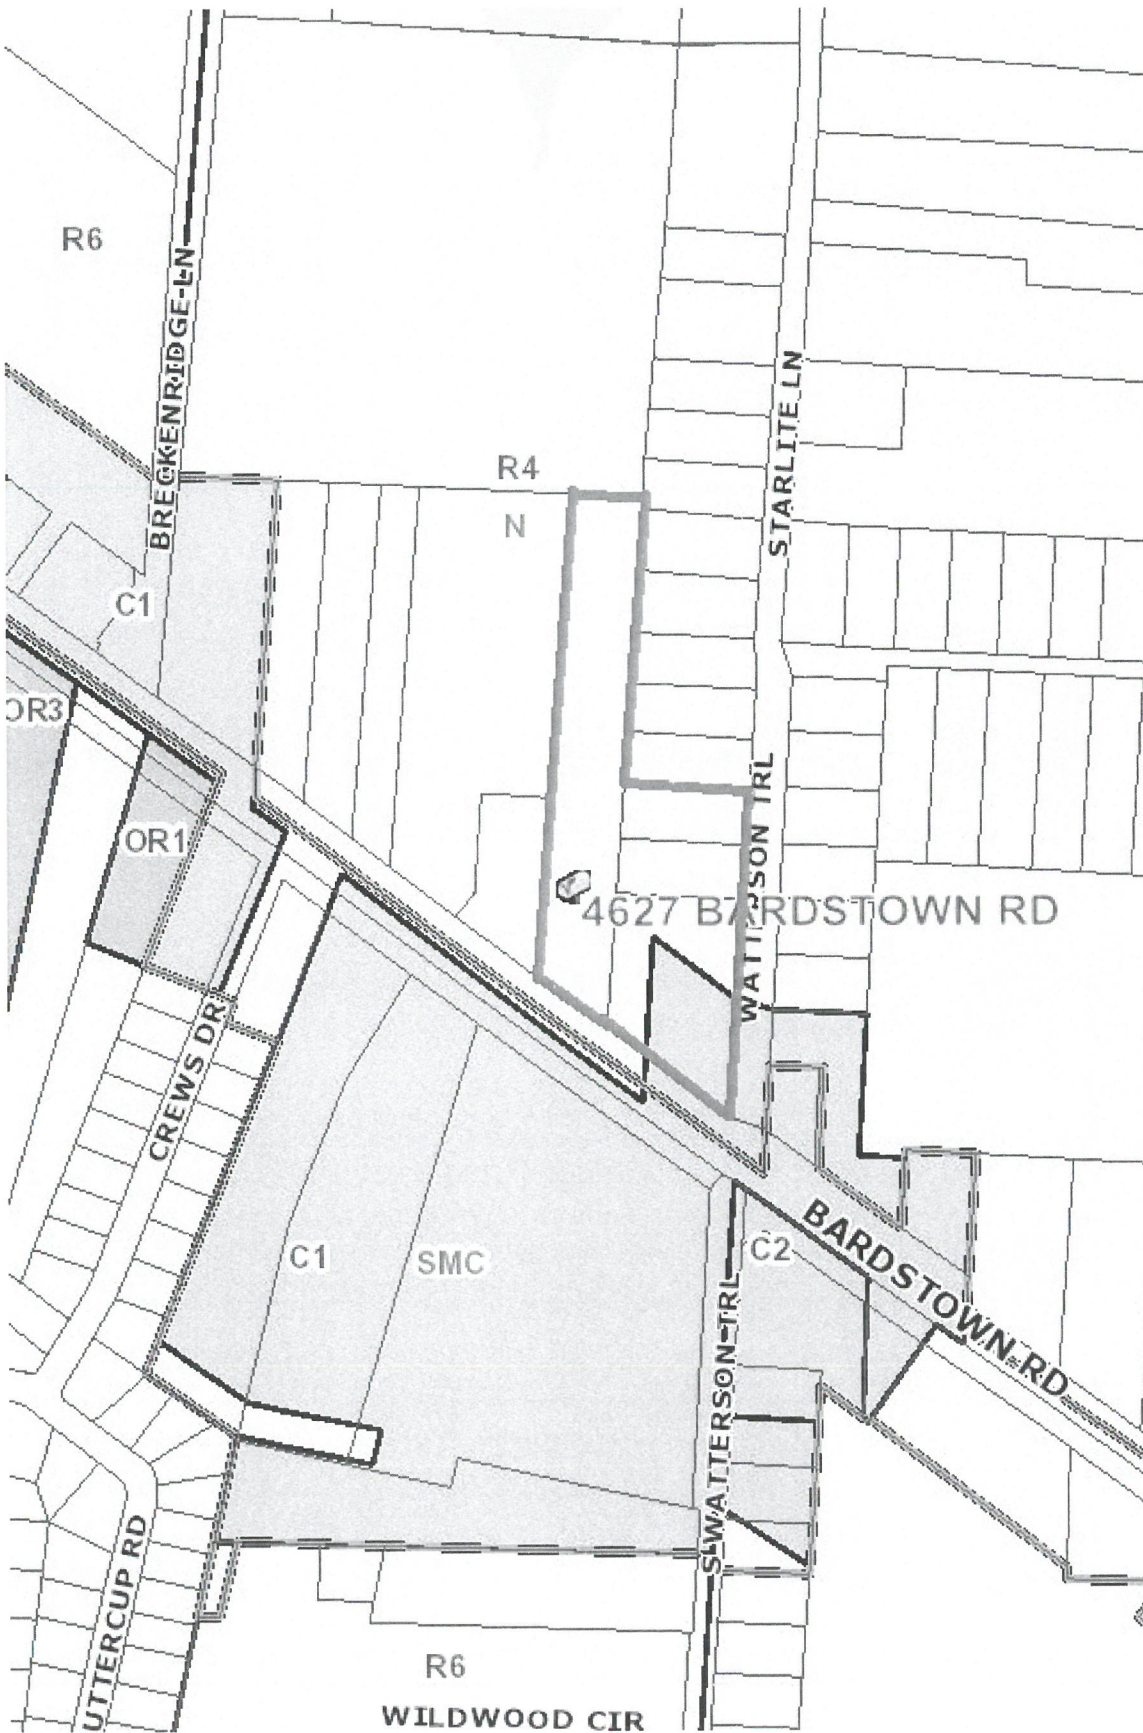 R6
BRECKENRIDGE LN
STARLITE LN
R4
N
C1
OR3
OR1
WATTERSON TRL
4627 BARDSTOWN RD
CREWS DR
C1
SMC
C2
BARDSTOWN RD
S WATTERSON TRL
UTTERCUP RD
R6
WILDWOOD CIR